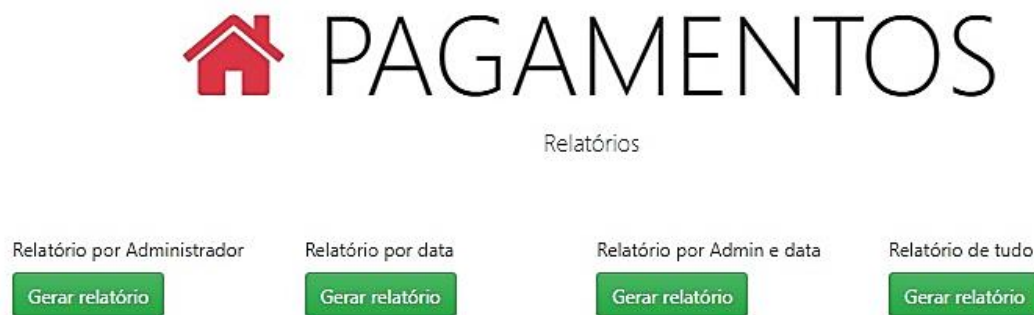 PAGAMENTOS
Relatórios
Relatório por Administrador
Gerar relatório
Relatório por data
Gerar relatório
Relatório por Admin e data
Gerar relatório
Relatório de tudo
Gerar relatório